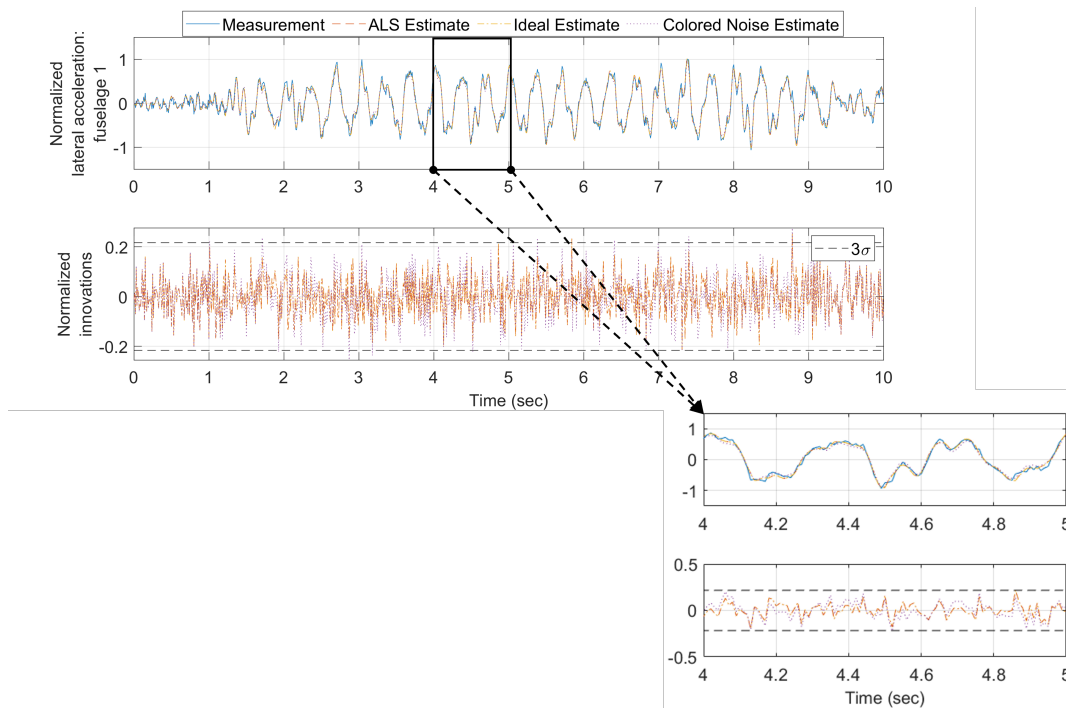 Measurement ALS Estimate Ideal Estimate Colored Noise Estimate
Normalized
lateral acceleration:
fuselage 1
1
0
-1
0 1 2 3 4 5 6 7 8 9 10
Normalized
innovations
0.2
0
-0.2
3σ
0 1 2 3 4 5 6 7 8 9 10
Time (sec)
1
0
-1
4 4.2 4.4 4.6 4.8 5
0.5
0
-0.5
4 4.2 4.4 4.6 4.8 5
Time (sec)